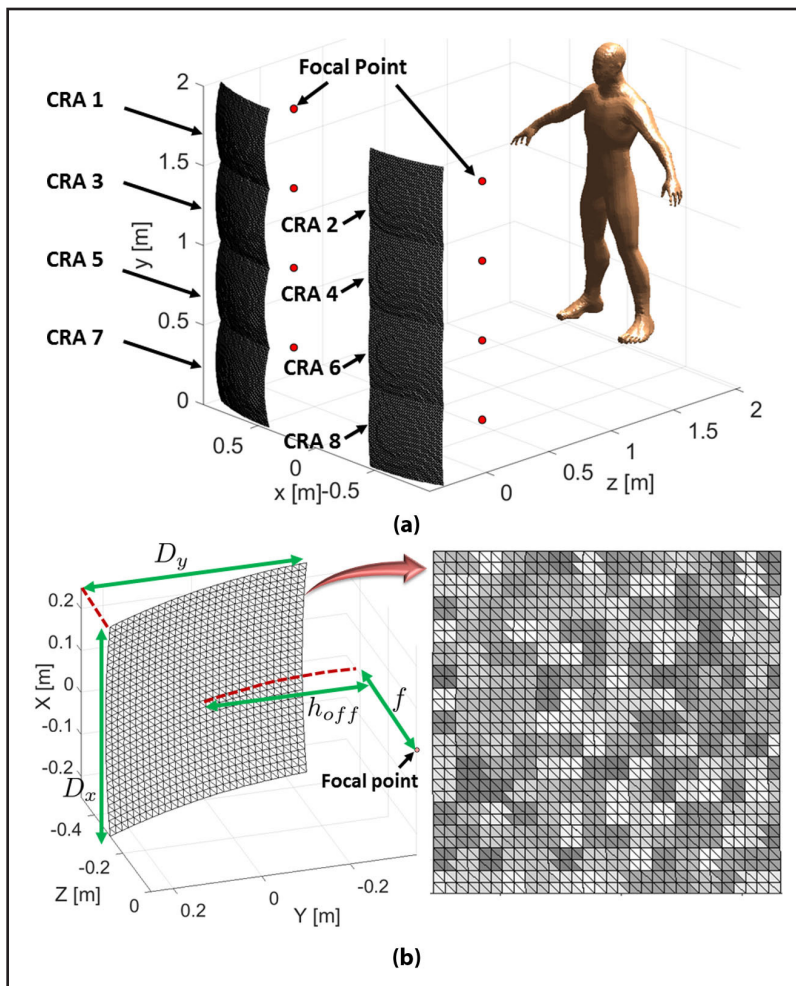 Focal Point
2
CRA 1
1.5
CRA 3
CRA 2
1
y [m]
CRA 5
CRA 4
0.5
CRA 7
CRA 6
0
2
CRA 8
1.5
0.5
1
0
0.5
z [m]
x [m]
-0.5
0
(a)
D_y
0.2
0.1
X [m]
0
f
h_{off}
-0.1
Focal point
-0.2
D_x
-0.4
-0.2
-0.2
Z [m]
0
0
0.2
Y [m]
(b)